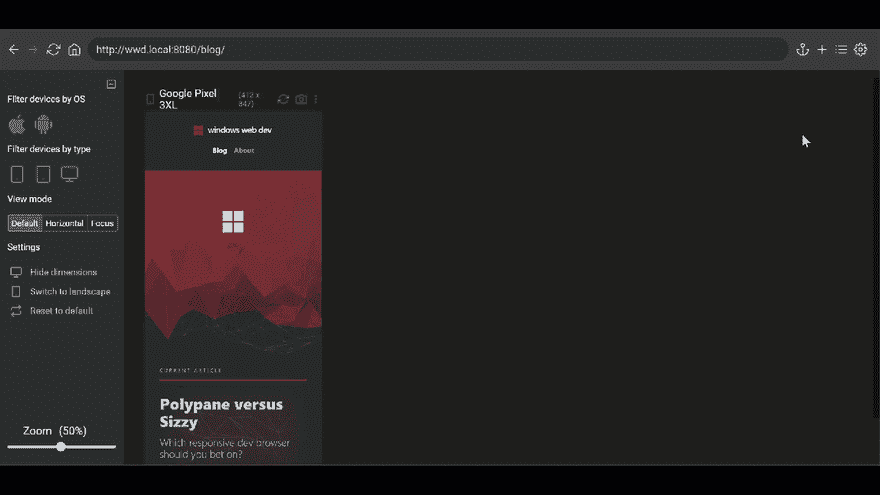 http://wwd.local:8080/blog/
Filter devices by OS
Filter devices by type
View mode
Default Horizontal Focus
Settings
Hide dimensions
Switch to landscape
Reset to default
Zoom (50%)
Google Pixel
3XL
(412 x
847)
windows web dev
Blog About
CURRENT ARTICLE
Polypane versus
Sizzy
Which responsive dev browser
should you bet on?